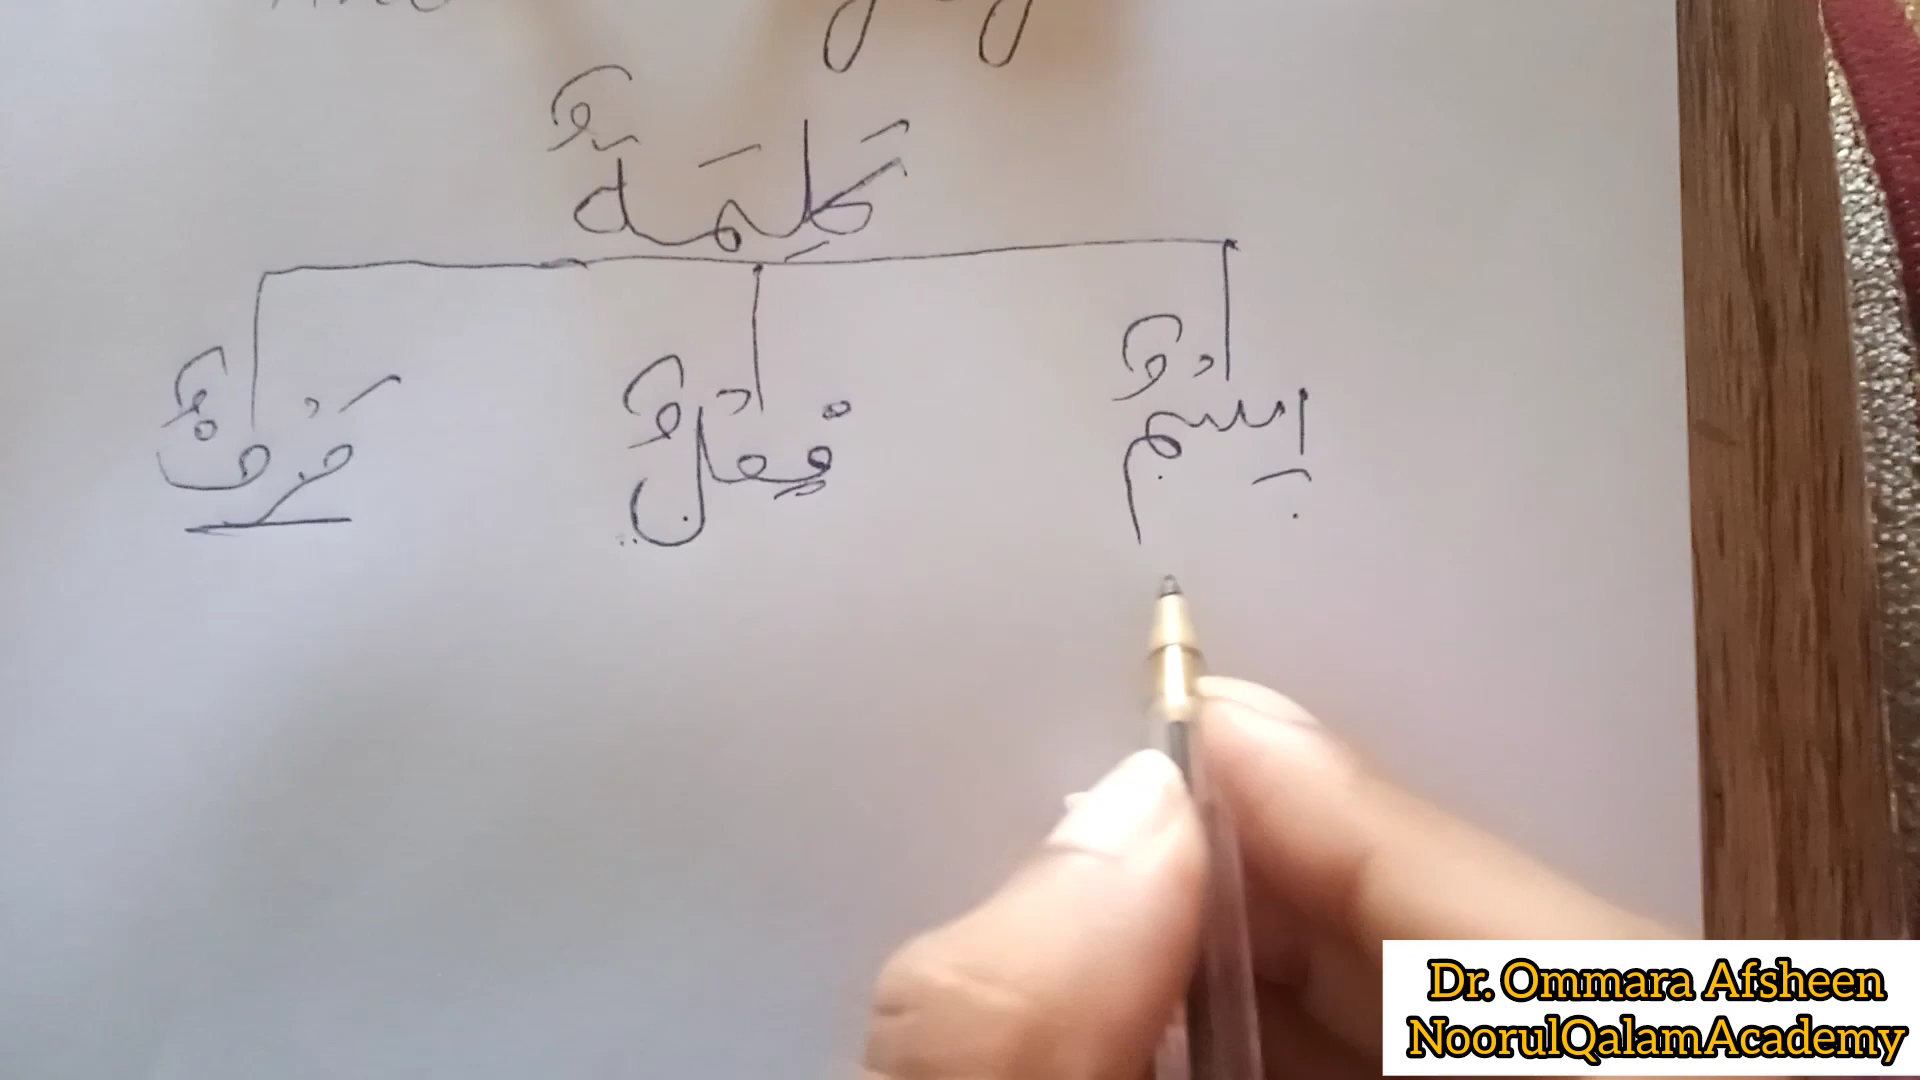 كَلِمَةٌ
اِسْمٌ فِعْلٌ حَرْفٌ
Dr. Ommara Afsheen
NoorulQalamAcademy